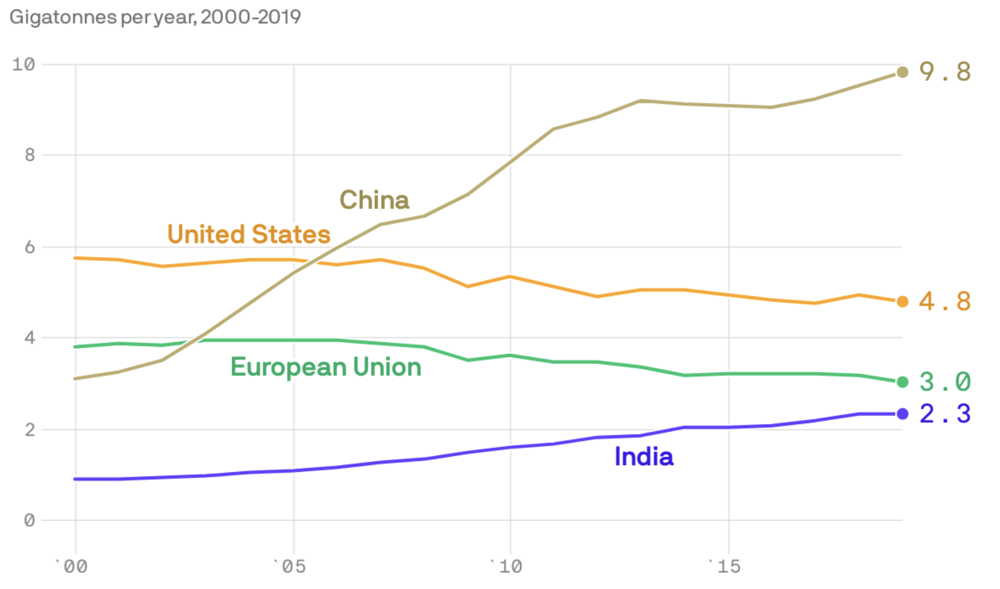 Gigatonnes per year, 2000-2019
10
9.8
8
China
United States
6
4.8
4
European Union
3.0
2.3
2
India
0
`00 `05 `10 `15